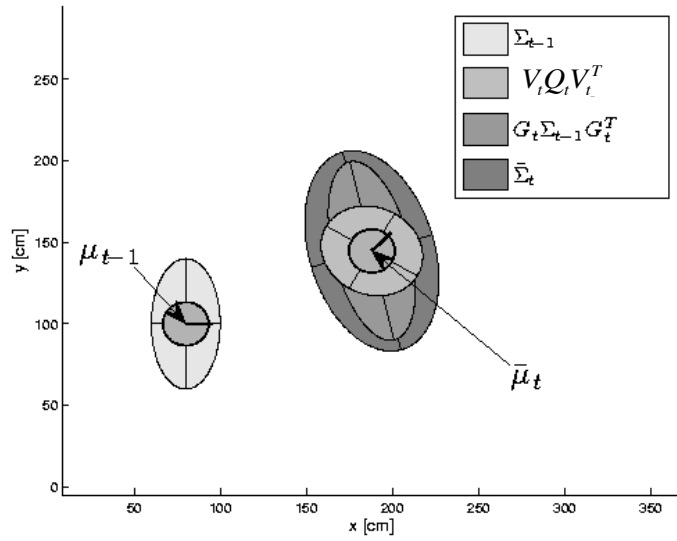 Σ_{t-1}
V_t Q_t V_t^T
G_t Σ_{t-1} G_t^T
Σ̄_t
250
200
150
100
50
0
y [cm]
μ_{t-1}
μ̄_t
50
100
150
200
250
300
350
x [cm]